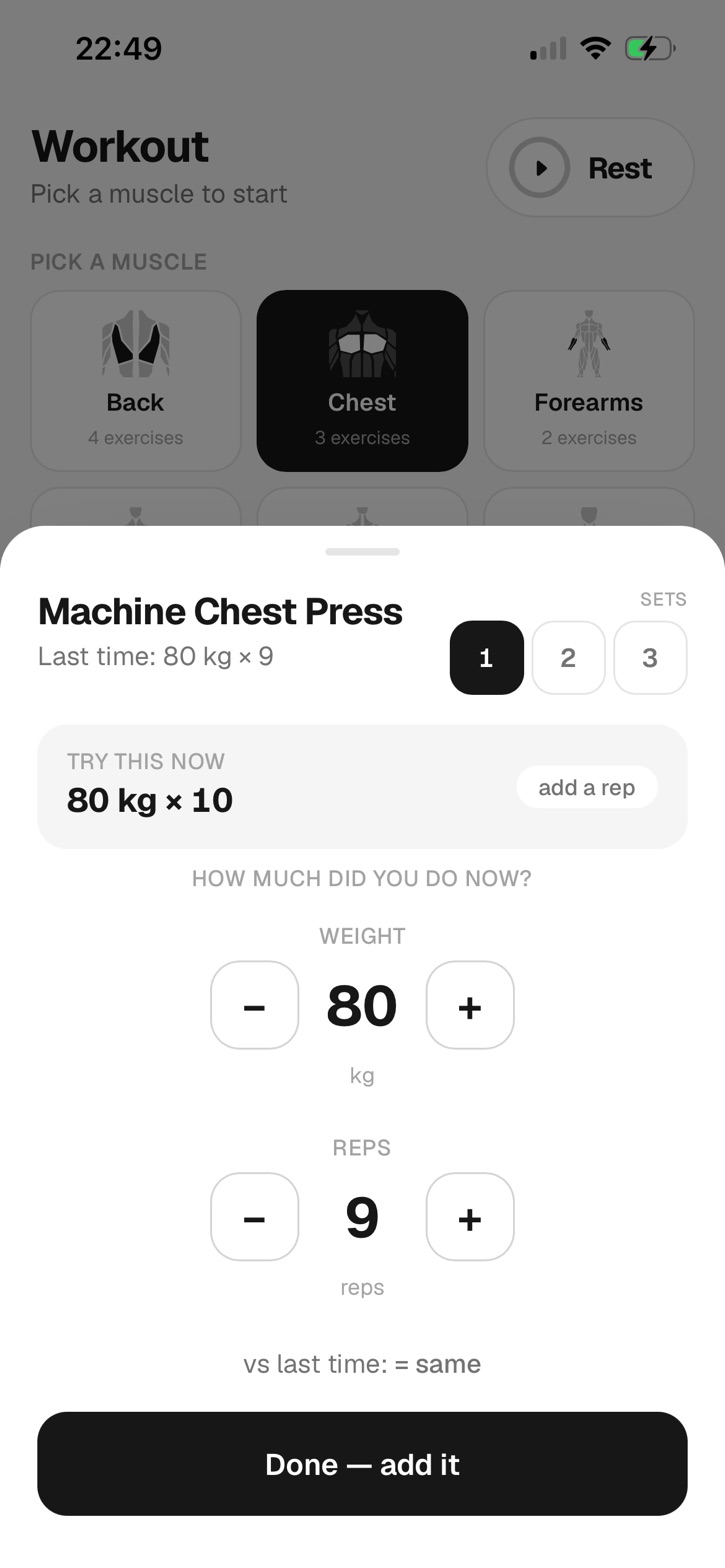 22:49
Workout
Pick a muscle to start
Rest
PICK A MUSCLE
Back
4 exercises
Chest
3 exercises
Forearms
2 exercises
Machine Chest Press
Last time: 80 kg × 9
SETS
1
2
3
TRY THIS NOW
80 kg × 10
add a rep
HOW MUCH DID YOU DO NOW?
WEIGHT
− 80 +
kg
REPS
− 9 +
reps
vs last time: = same
Done — add it